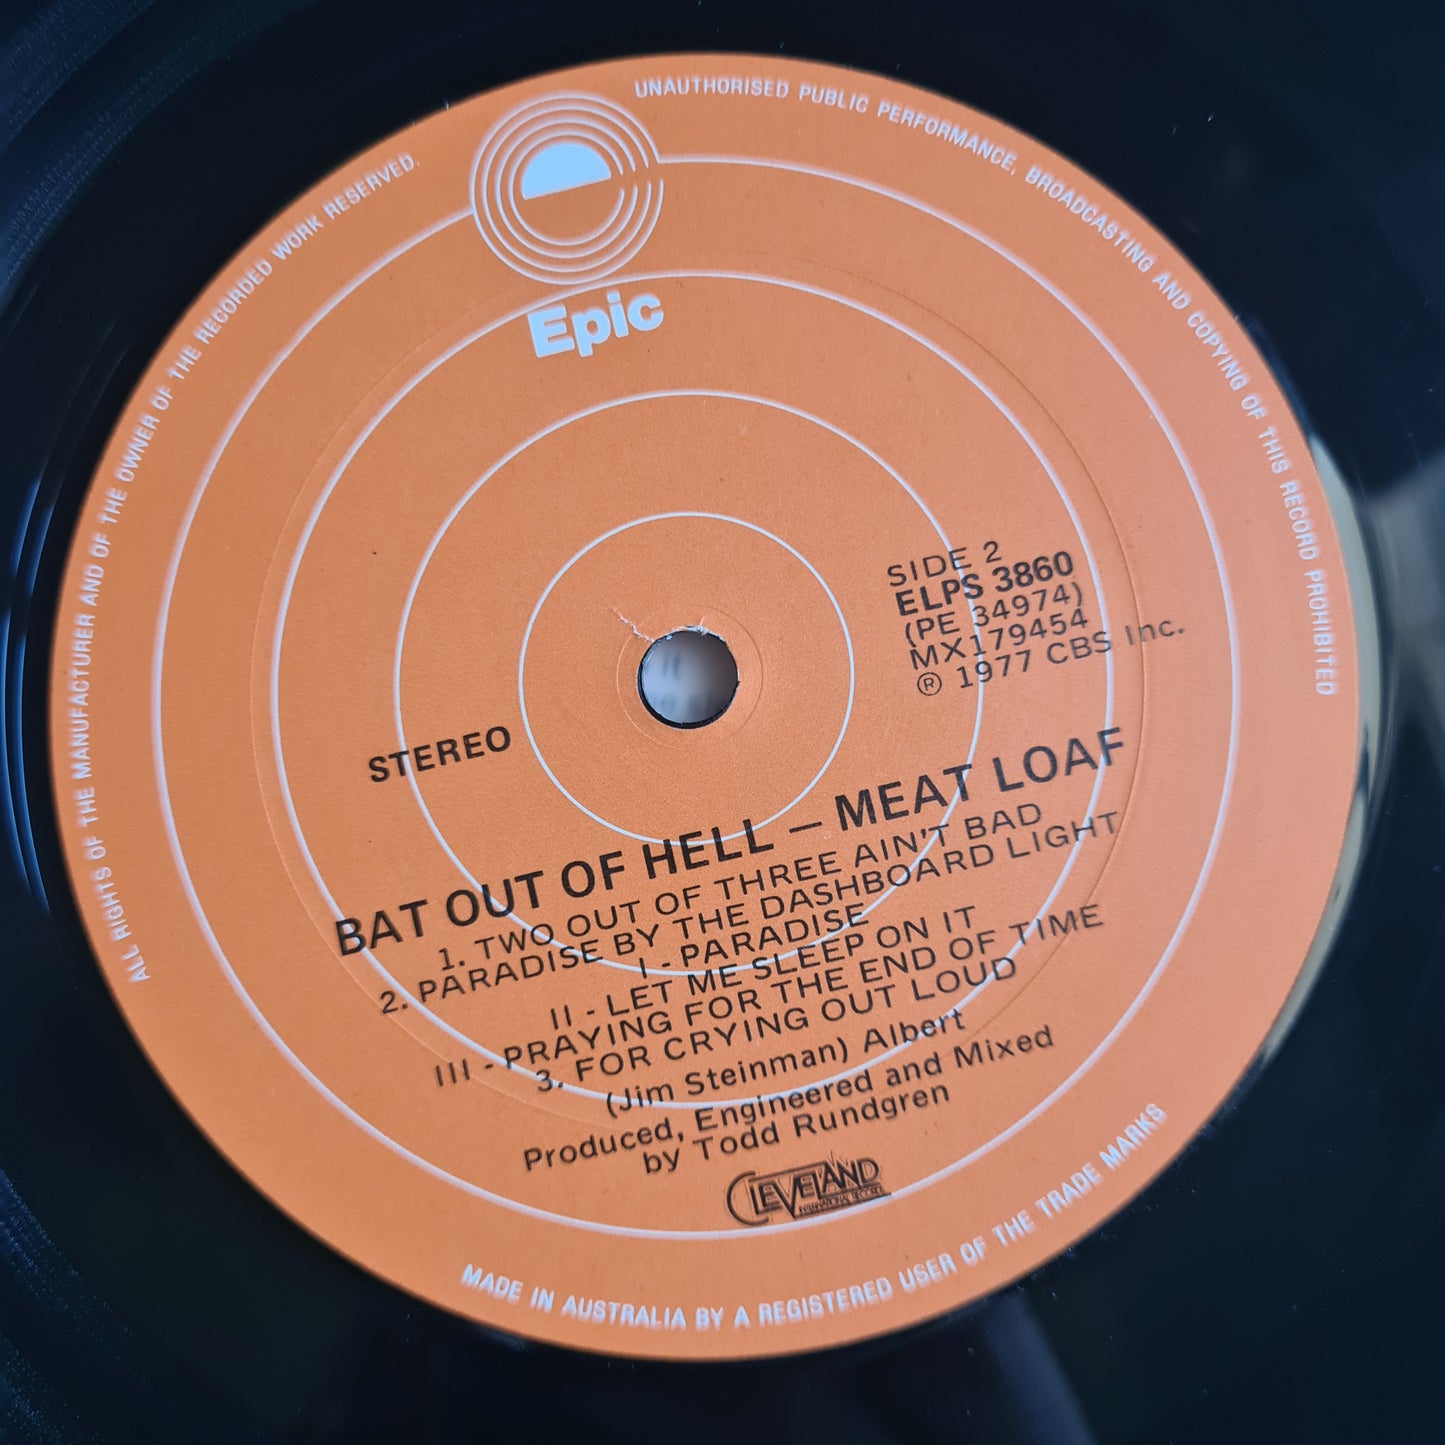 ALL RIGHTS OF THE MANUFACTURER AND OF THE OWNER OF THE RECORDED WORK RESERVED.
UNAUTHORISED PUBLIC PERFORMANCE, BROADCASTING AND COPYING OF THIS RECORD PROHIBITED
Epic
SIDE 2
ELPS 3860
(PE 34974)
MX179454
℗ 1977 CBS Inc.
STEREO
BAT OUT OF HELL – MEAT LOAF
1. TWO OUT OF THREE AIN'T BAD
2. PARADISE BY THE DASHBOARD LIGHT
I - PARADISE
II - LET ME SLEEP ON IT
III - PRAYING FOR THE END OF TIME
3. FOR CRYING OUT LOUD
(Jim Steinman) Albert
Produced, Engineered and Mixed
by Todd Rundgren
CLEVELAND
INTERNATIONAL RECORDS
MADE IN AUSTRALIA BY A REGISTERED USER OF THE TRADE MARKS